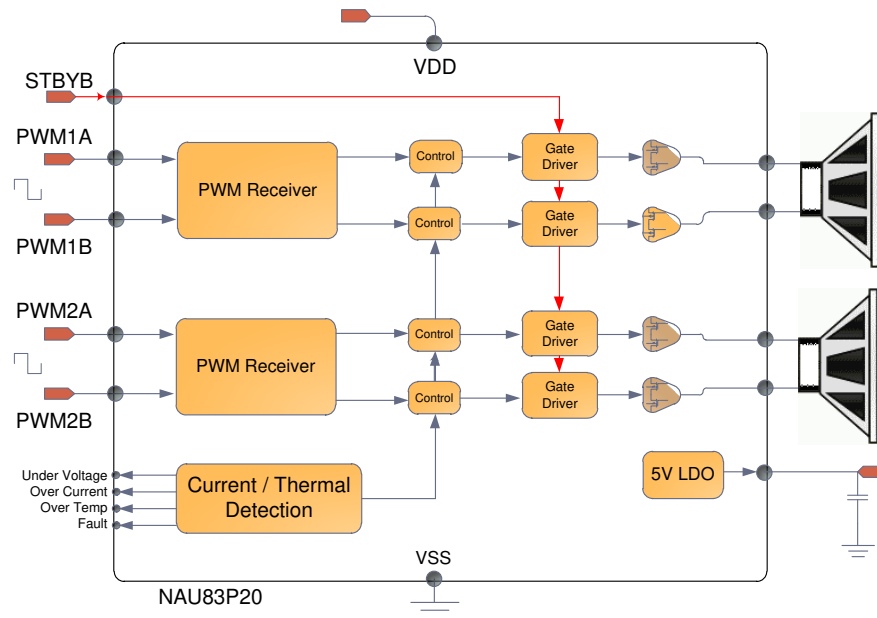 VDD
STBYB
PWM1A
PWM Receiver
Control
Gate
Driver
Control
Gate
Driver
PWM1B
PWM2A
PWM Receiver
Control
Gate
Driver
Control
Gate
Driver
PWM2B
Under Voltage
Over Current
Over Temp
Fault
Current / Thermal
Detection
5V LDO
VSS
NAU83P20